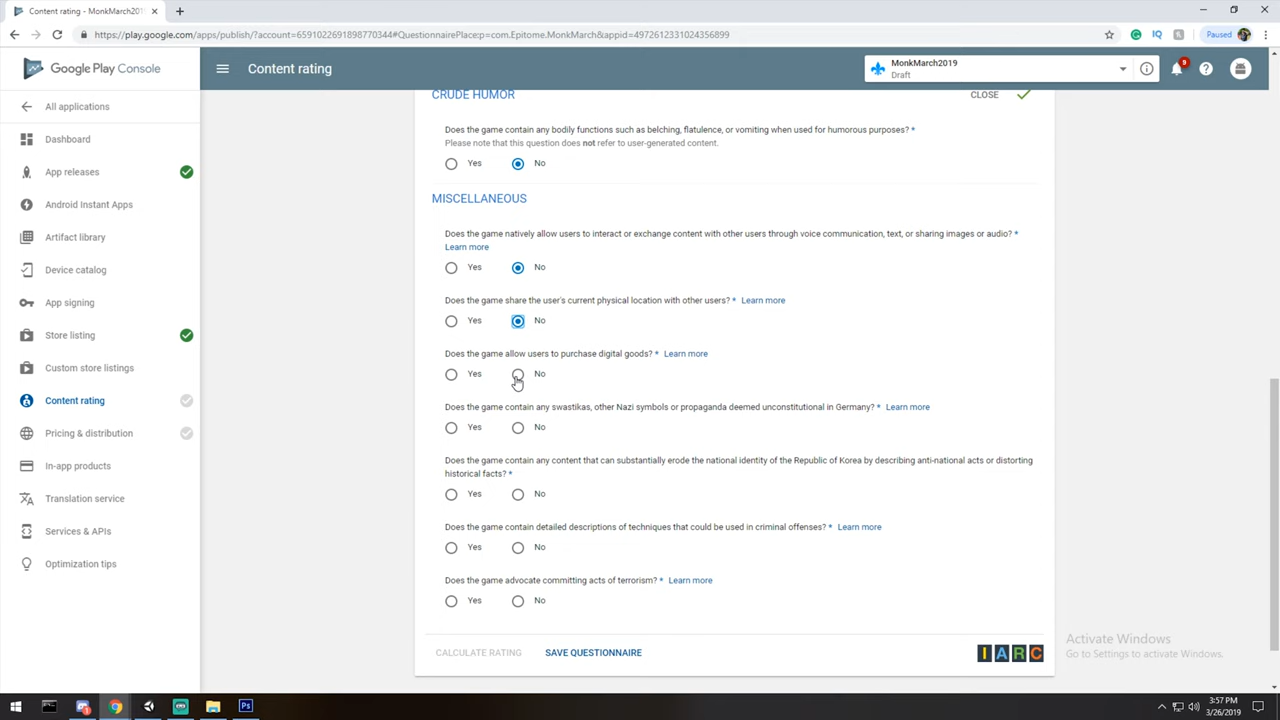 Content rating - MonkMarch2019
https://play.google.com/apps/publish/?account=6591022691898770344#QuestionnairePlace:p=com.Epitome.MonkMarch&appid=4972612331024356899
Paused
Google Play Console
Content rating
MonkMarch2019
Draft
9
All applications
Dashboard
App releases
Android Instant Apps
Artifact library
Device catalog
App signing
Store listing
Custom store listings
Content rating
Pricing & distribution
In-app products
Translation service
Services & APIs
Optimization tips
CRUDE HUMOR
CLOSE
Does the game contain any bodily functions such as belching, flatulence, or vomiting when used for humorous purposes? *
Please note that this question does not refer to user-generated content.
Yes No
MISCELLANEOUS
Does the game natively allow users to interact or exchange content with other users through voice communication, text, or sharing images or audio? *
Learn more
Yes No
Does the game share the user's current physical location with other users? * Learn more
Yes No
Does the game allow users to purchase digital goods? * Learn more
Yes No
Does the game contain any swastikas, other Nazi symbols or propaganda deemed unconstitutional in Germany? * Learn more
Yes No
Does the game contain any content that can substantially erode the national identity of the Republic of Korea by describing anti-national acts or distorting
historical facts? *
Yes No
Does the game contain detailed descriptions of techniques that could be used in criminal offenses? * Learn more
Yes No
Does the game advocate committing acts of terrorism? * Learn more
Yes No
CALCULATE RATING SAVE QUESTIONNAIRE
IARC
Activate Windows
Go to Settings to activate Windows.
3:57 PM
3/26/2019